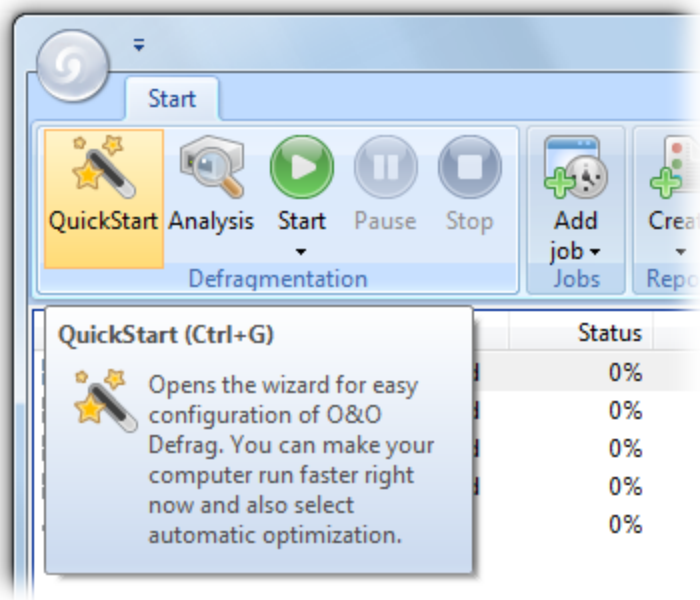 Start
QuickStart Analysis Start Pause Stop Add job
Defragmentation Jobs
QuickStart (Ctrl+G)
Opens the wizard for easy
configuration of O&O
Defrag. You can make your
computer run faster right
now and also select
automatic optimization.
Status
0%
0%
0%
0%
0%